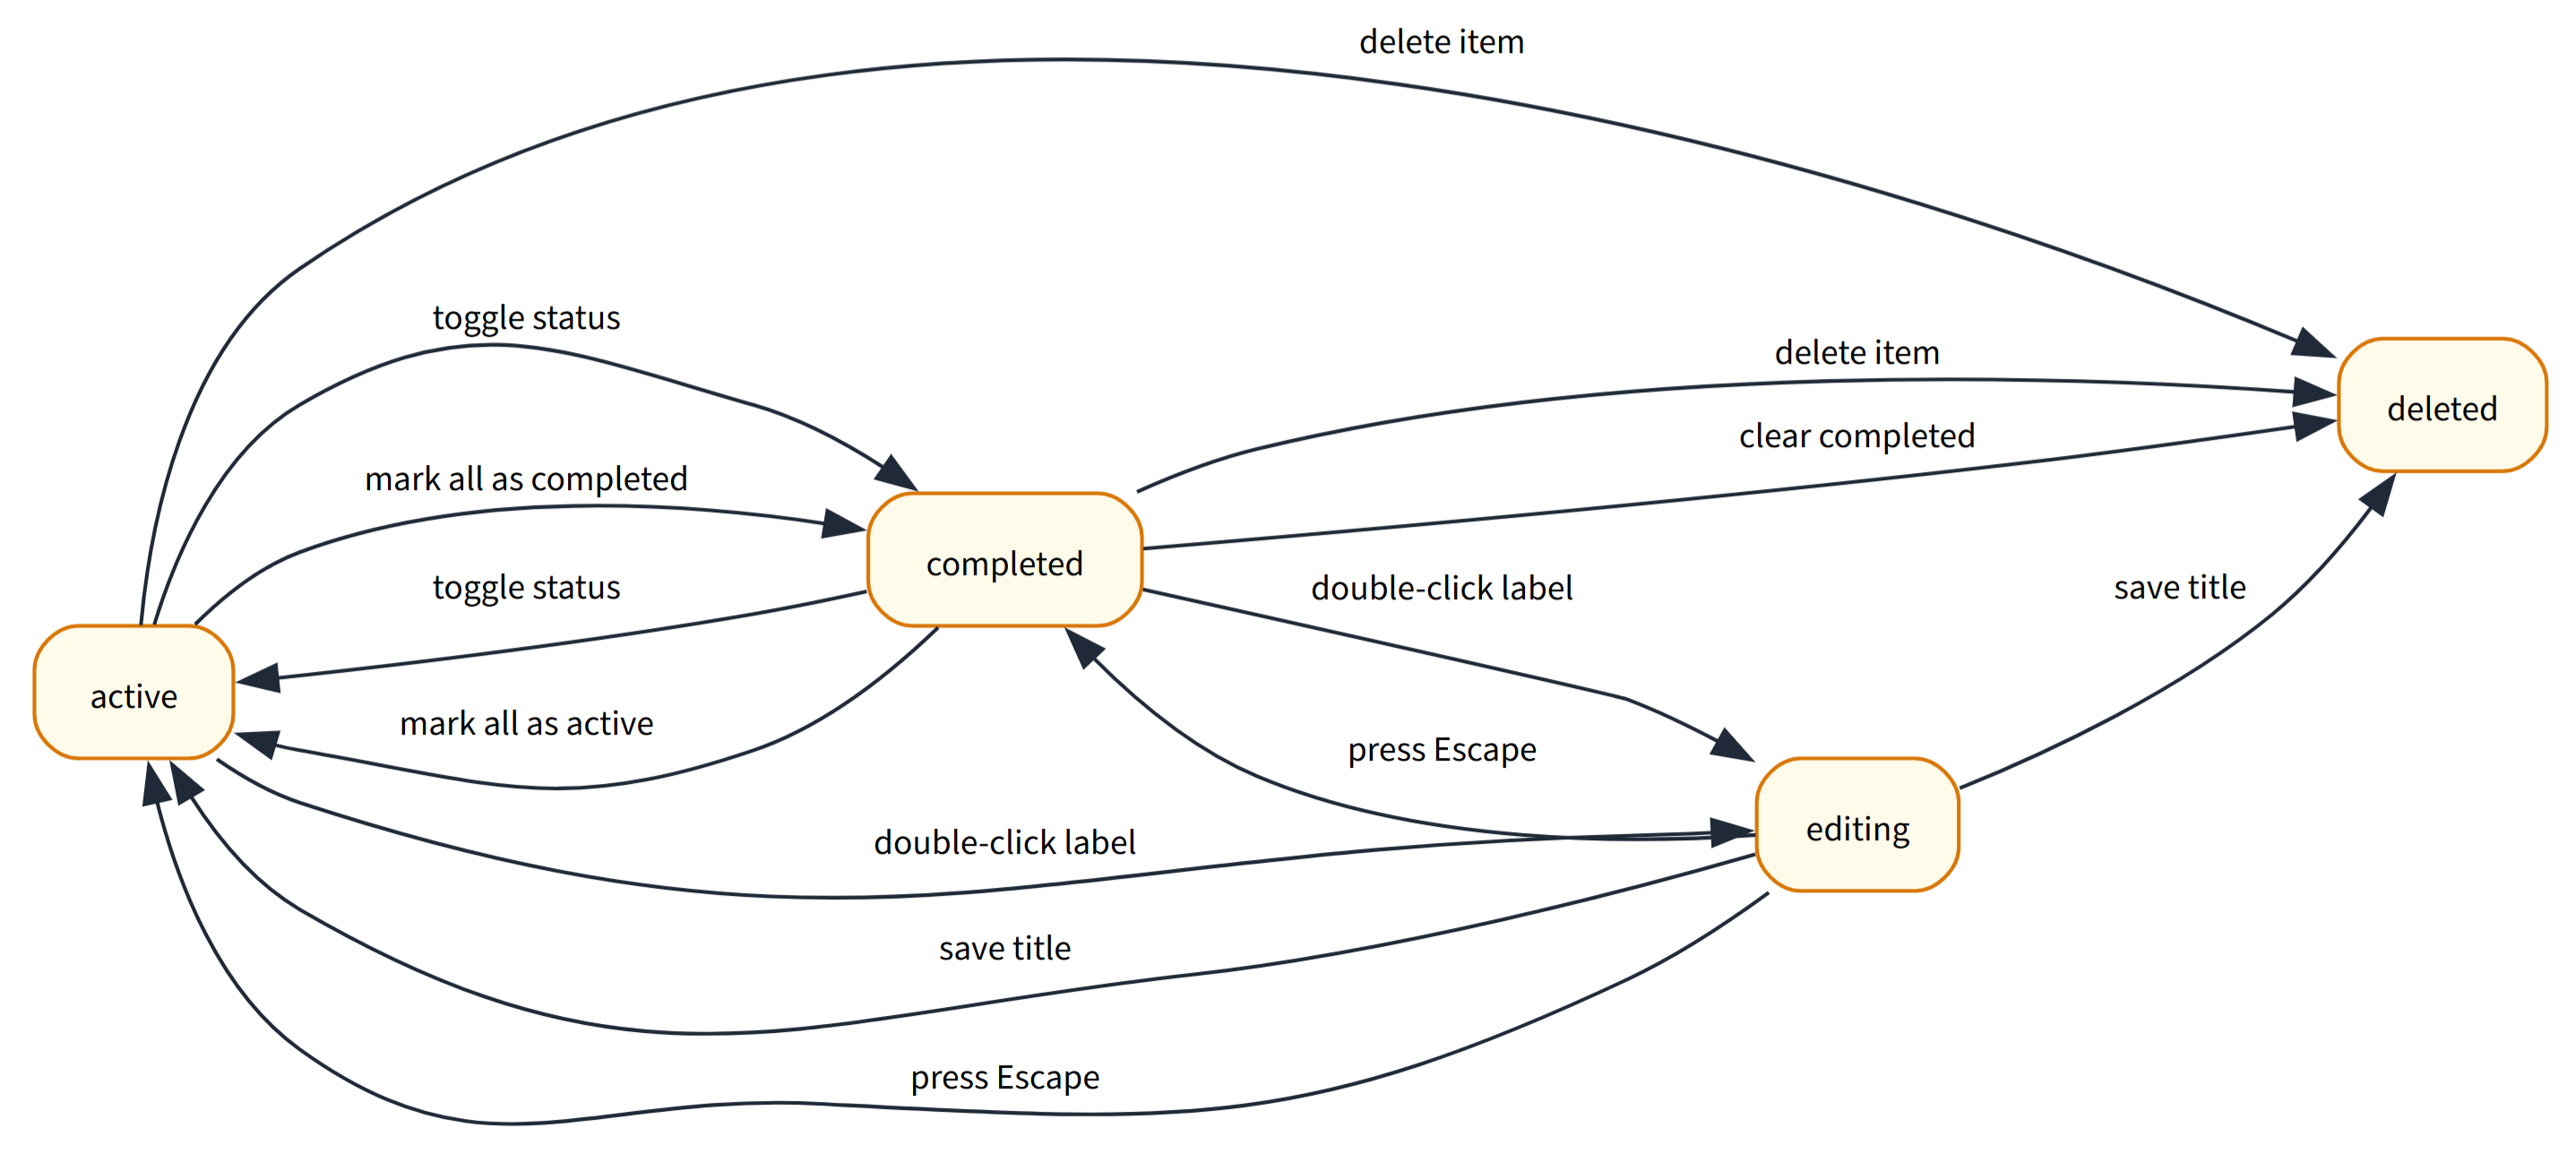 delete item
toggle status
delete item
deleted
clear completed
mark all as completed
completed
toggle status
double-click label
save title
active
mark all as active
press Escape
editing
double-click label
save title
press Escape